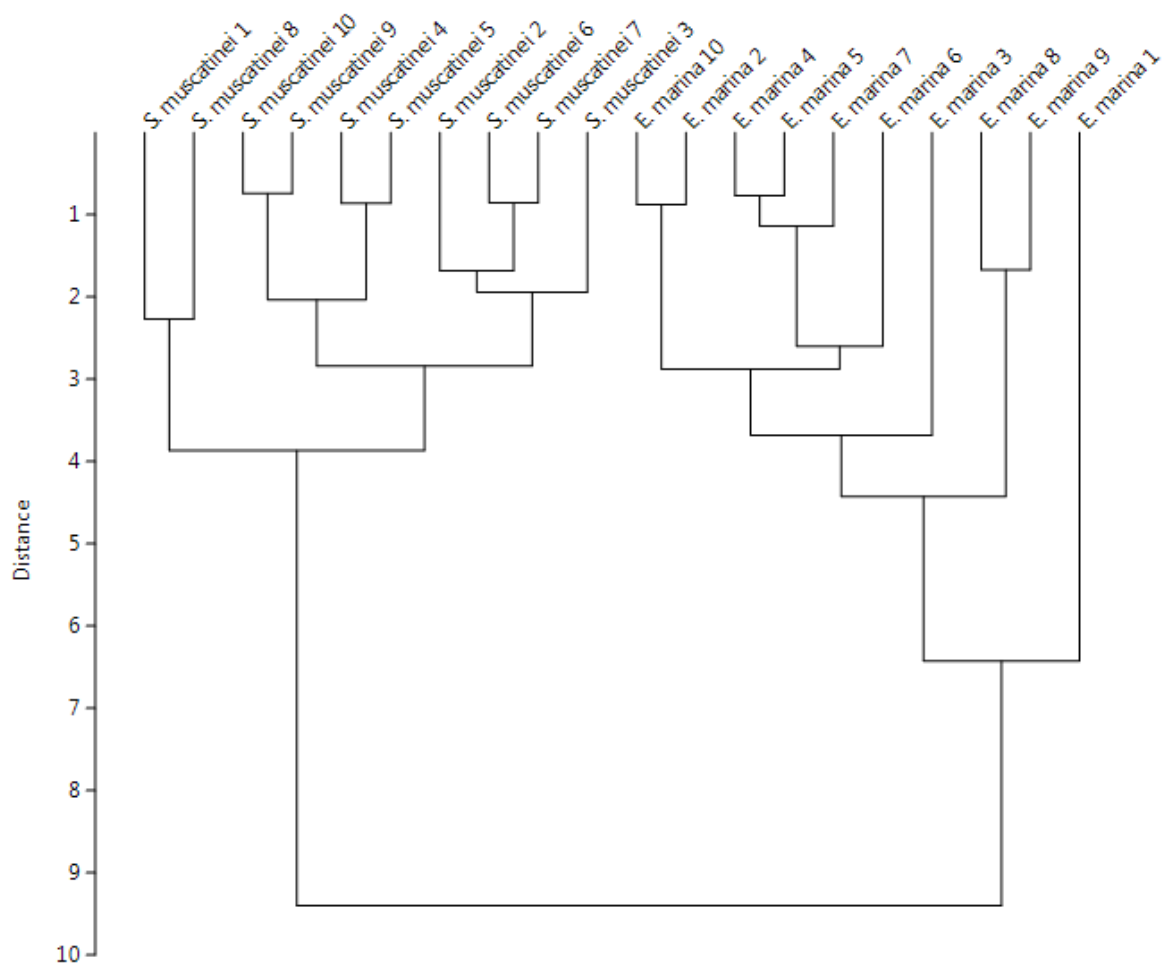 S. muscatinei 1
S. muscatinei 8
S. muscatinei 10
S. muscatinei 9
S. muscatinei 4
S. muscatinei 5
S. muscatinei 2
S. muscatinei 6
S. muscatinei 7
S. muscatinei 3
E. marina 10
E. marina 2
E. marina 4
E. marina 5
E. marina 7
E. marina 6
E. marina 3
E. marina 8
E. marina 9
E. marina 1
1
2
3
4
5
6
7
8
9
10
Distance